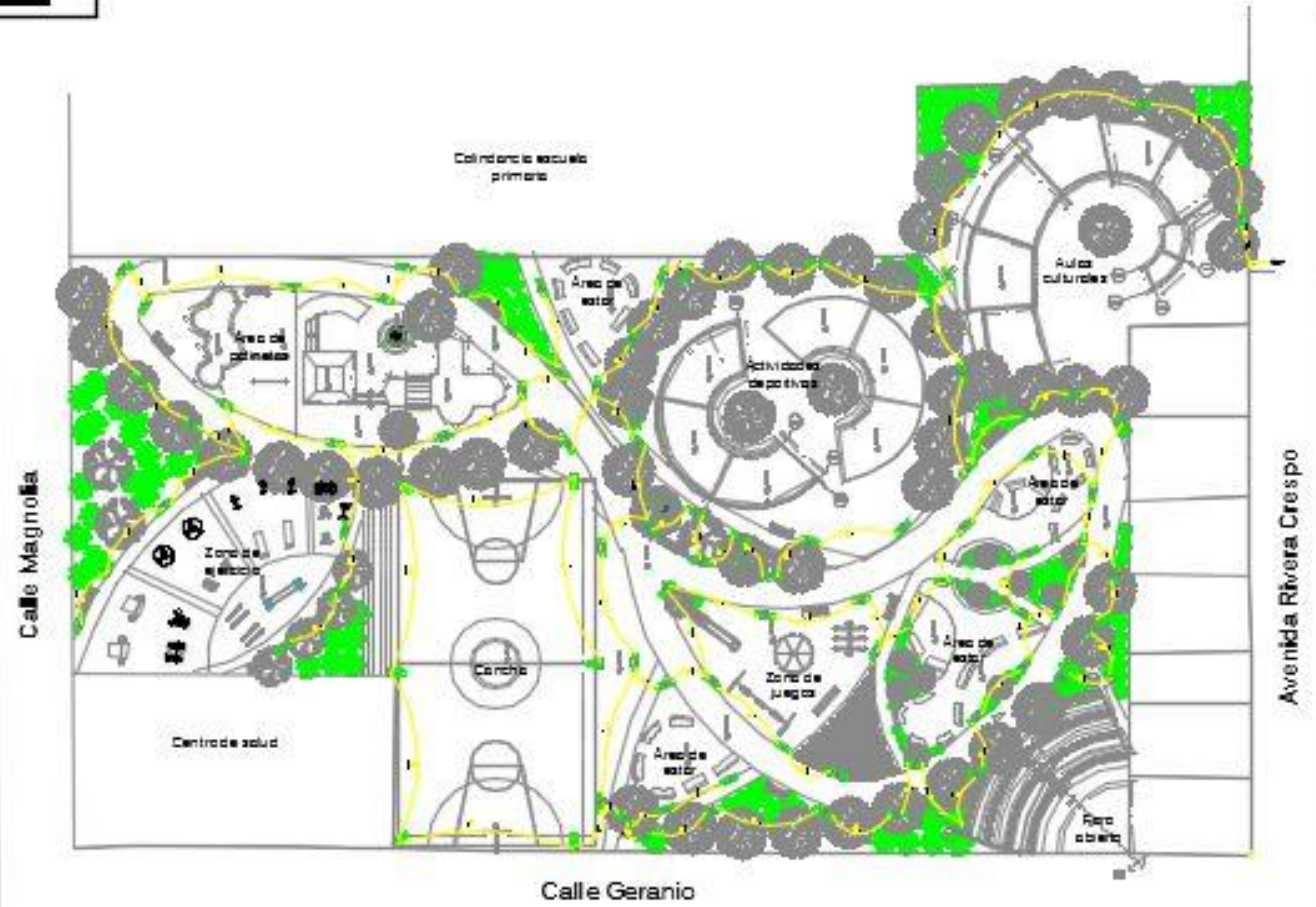 Colindancia escuela
primaria
Aulas
culturales
Área de
estar
Área de
Actividades
deportivas
Área de
estar
Zona de
ejercicio
Calle Magnolia
Avenida Rivera Crespo
Área de
estar
Cancha
Zona de
juegos
Centro de salud
Área de
estar
Foro
abierto
Calle Geranio